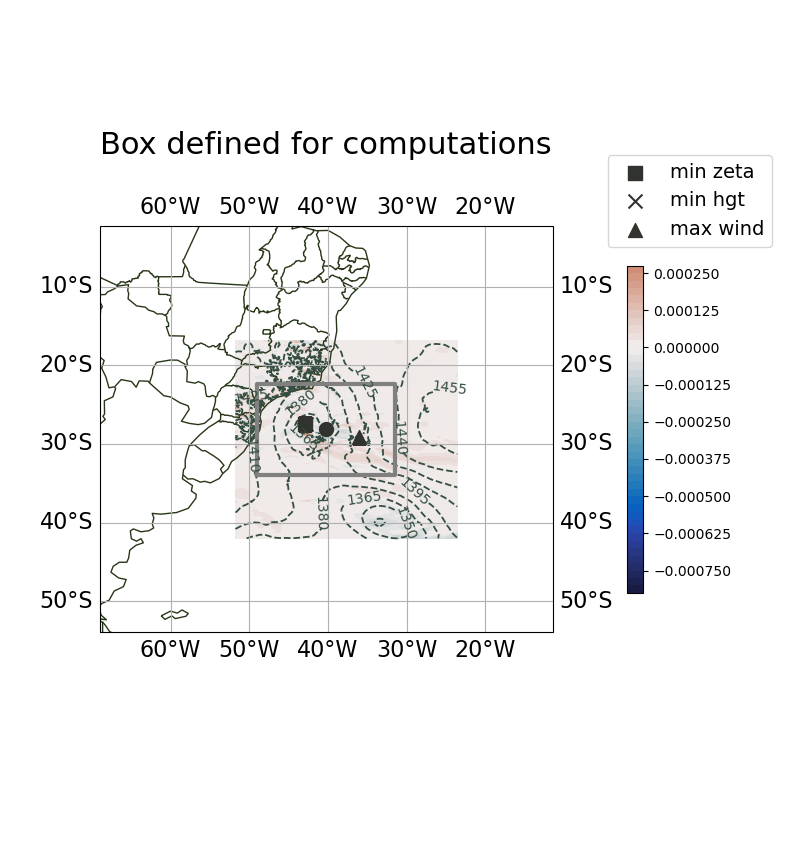 Box defined for computations
60°W 50°W 40°W 30°W 20°W
min zeta
min hgt
max wind
10°S 10°S
20°S 20°S
30°S 30°S
40°S 40°S
50°S 50°S
1425
1455
1380
1440
1410
1395
1365
1380
1350
60°W 50°W 40°W 30°W 20°W
0.000250
0.000125
0.000000
−0.000125
−0.000250
−0.000375
−0.000500
−0.000625
−0.000750